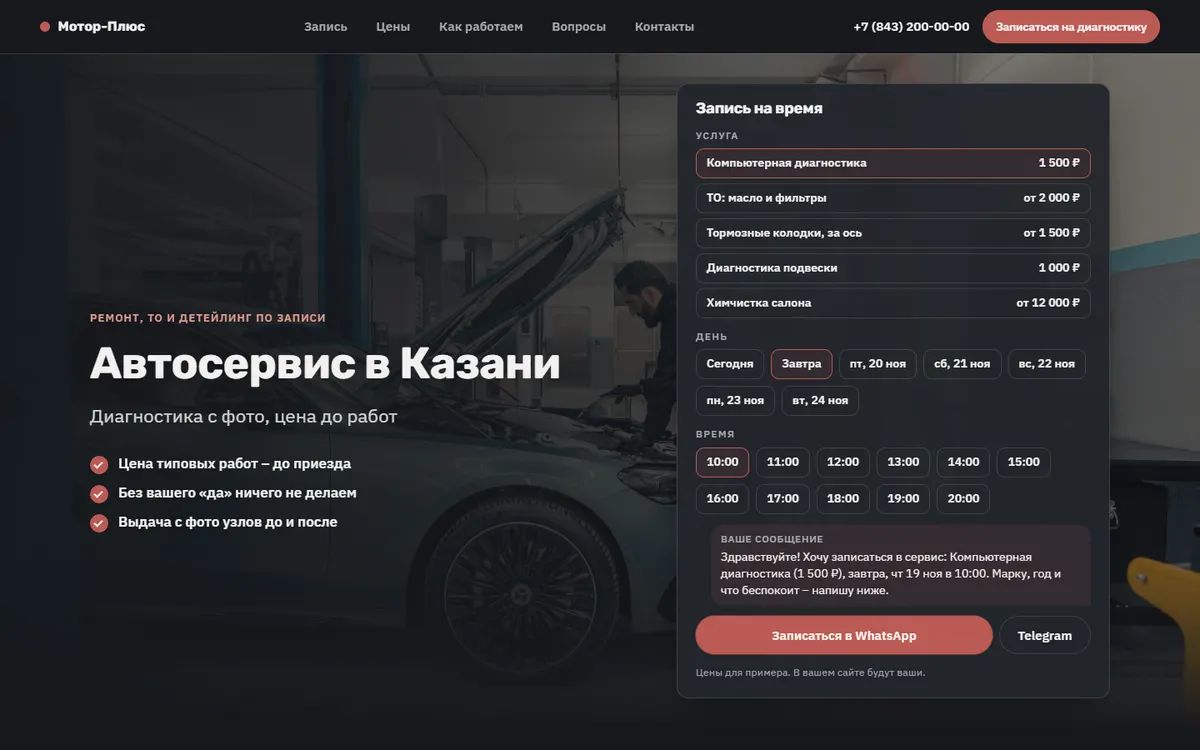 Мотор-Плюс
Запись
Цены
Как работаем
Вопросы
Контакты
+7 (843) 200-00-00
Записаться на диагностику
РЕМОНТ, ТО И ДЕТЕЙЛИНГ ПО ЗАПИСИ
Автосервис в Казани
Диагностика с фото, цена до работ
Цена типовых работ – до приезда
Без вашего «да» ничего не делаем
Выдача с фото узлов до и после
Запись на время
УСЛУГА
Компьютерная диагностика 1 500 ₽
ТО: масло и фильтры от 2 000 ₽
Тормозные колодки, за ось от 1 500 ₽
Диагностика подвески 1 000 ₽
Химчистка салона от 12 000 ₽
ДЕНЬ
Сегодня Завтра пт, 20 ноя сб, 21 ноя вс, 22 ноя
пн, 23 ноя вт, 24 ноя
ВРЕМЯ
10:00 11:00 12:00 13:00 14:00 15:00
16:00 17:00 18:00 19:00 20:00
ВАШЕ СООБЩЕНИЕ
Здравствуйте! Хочу записаться в сервис: Компьютерная
диагностика (1 500 ₽), завтра, чт 19 ноя в 10:00. Марку, год и
что беспокоит – напишу ниже.
Записаться в WhatsApp Telegram
Цены для примера. В вашем сайте будут ваши.